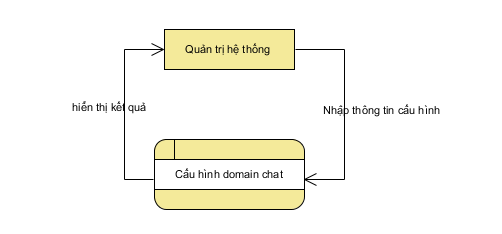 Quản trị hệ thống
hiển thị kết quả
Nhập thông tin cấu hình
Cấu hình domain chat